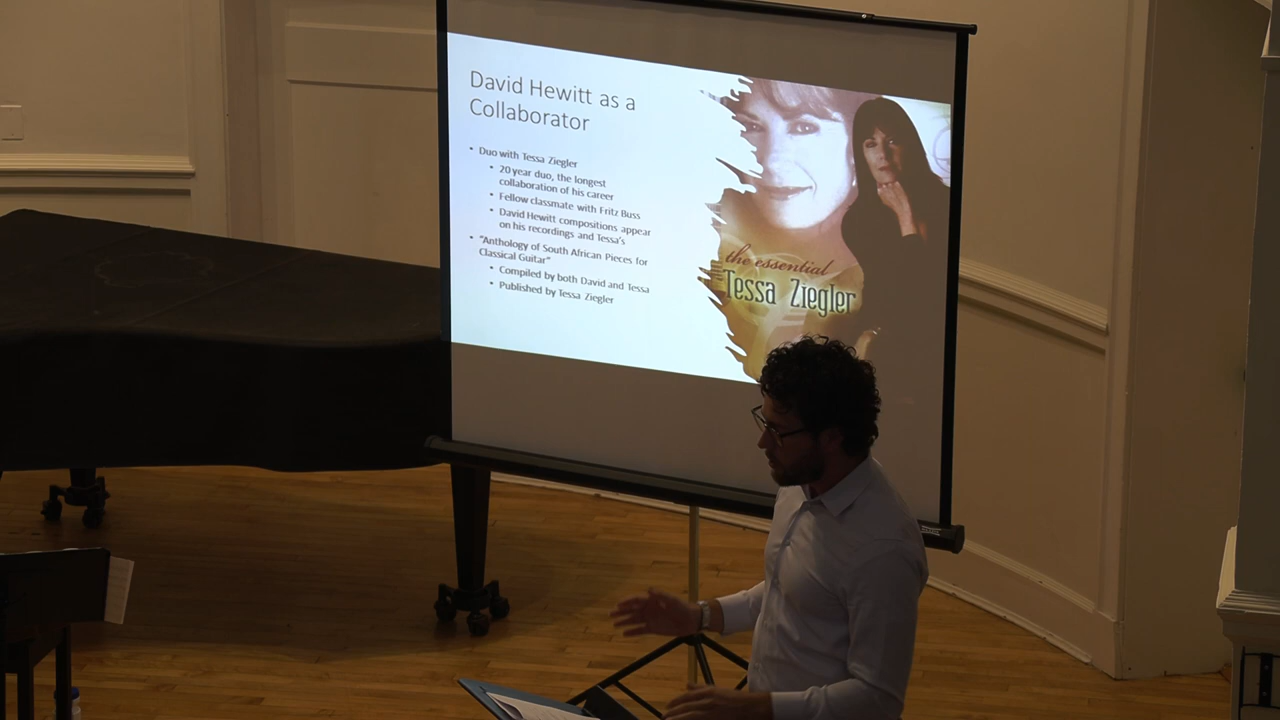 David Hewitt as a
Collaborator
• Duo with Tessa Ziegler
• 20 year duo, the longest
collaboration of his career
• Fellow classmate with Fritz Buss
• David Hewitt compositions appear
on his recordings and Tessa's
• "Anthology of South African Pieces for
Classical Guitar"
• Compiled by both David and Tessa
• Published by Tessa Ziegler
the essential
Tessa Ziegler